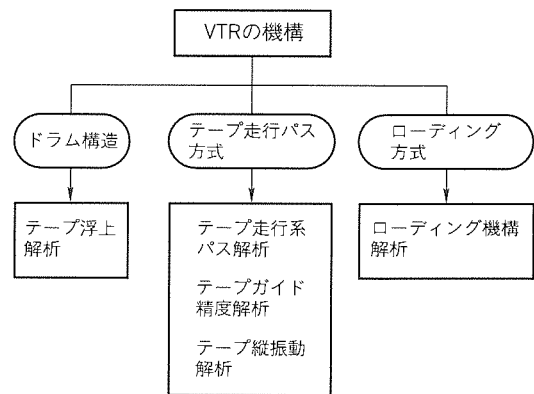 VTRの機構
ドラム構造
テープ走行パス
方式
ローディング
方式
テープ浮上
解析
テープ走行系
パス解析
テープガイド
精度解析
テープ縦振動
解析
ローディング機構
解析